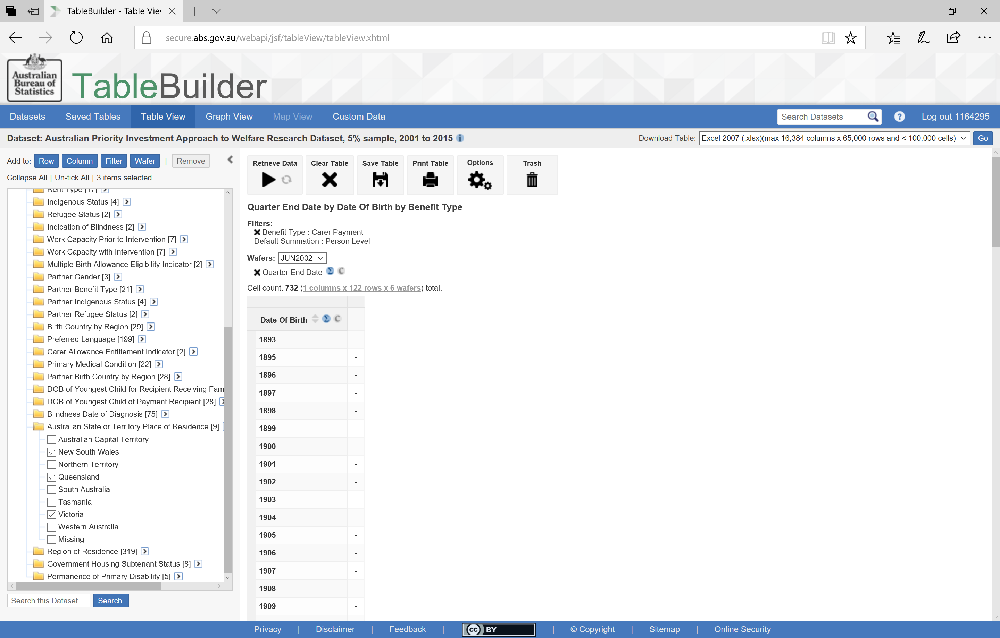 TableBuilder - Table Vie
secure.abs.gov.au/webapi/jsf/tableView/tableView.xhtml
Australian
Bureau of
Statistics
TableBuilder
Datasets Saved Tables Table View Graph View Map View Custom Data Search Datasets ? Log out 1164295
Dataset: Australian Priority Investment Approach to Welfare Research Dataset, 5% sample, 2001 to 2015 i
Download Table: Excel 2007 (.xlsx)(max 16,384 columns x 65,000 rows and < 100,000 cells) Go
Add to: Row Column Filter Wafer | Remove
Collapse All | Un-tick All | 3 items selected.
Rent Type [17]
Indigenous Status [4]
Refugee Status [2]
Indication of Blindness [2]
Work Capacity Prior to Intervention [7]
Work Capacity with Intervention [7]
Multiple Birth Allowance Eligibility Indicator [2]
Partner Gender [3]
Partner Benefit Type [21]
Partner Indigenous Status [4]
Partner Refugee Status [2]
Birth Country by Region [29]
Preferred Language [199]
Carer Allowance Entitlement Indicator [2]
Primary Medical Condition [22]
Partner Birth Country by Region [28]
DOB of Youngest Child for Recipient Receiving Fam
DOB of Youngest Child of Payment Recipient [28]
Blindness Date of Diagnosis [75]
Australian State or Territory Place of Residence [9]
Australian Capital Territory
New South Wales
Northern Territory
Queensland
South Australia
Tasmania
Victoria
Western Australia
Missing
Region of Residence [319]
Government Housing Subtenant Status [8]
Permanence of Primary Disability [5]
Search this Dataset Search
Retrieve Data Clear Table Save Table Print Table Options Trash
Quarter End Date by Date Of Birth by Benefit Type
Filters:
Benefit Type : Carer Payment
Default Summation : Person Level
Wafers: JUN2002
Quarter End Date Σ C
Cell count, 732 (1 columns x 122 rows x 6 wafers) total.
Date Of Birth Σ C
1893 -
1895 -
1896 -
1897 -
1898 -
1899 -
1900 -
1901 -
1902 -
1903 -
1904 -
1905 -
1906 -
1907 -
1908 -
1909 -
Privacy | Disclaimer | Feedback | cc BY | © Copyright | Sitemap | Online Security